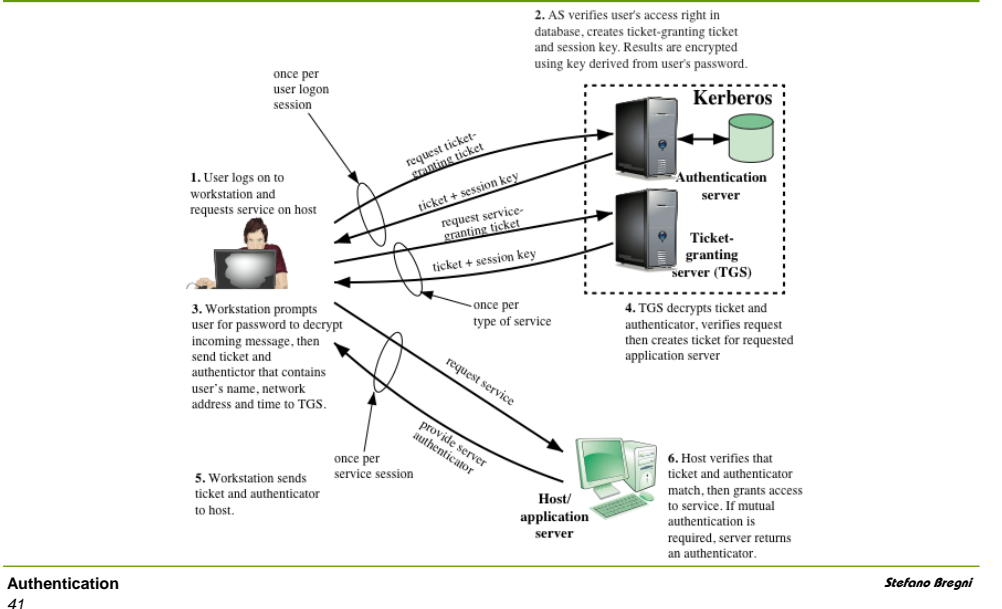 2. AS verifies user's access right in
database, creates ticket-granting ticket
and session key. Results are encrypted
using key derived from user's password.
once per
user logon
session
Kerberos
request ticket-
granting ticket
1. User logs on to
workstation and
requests service on host
ticket + session key
Authentication
server
request service-
granting ticket
ticket + session key
Ticket-
granting
server (TGS)
3. Workstation prompts
user for password to decrypt
incoming message, then
send ticket and
authentictor that contains
user's name, network
address and time to TGS.
once per
type of service
4. TGS decrypts ticket and
authenticator, verifies request
then creates ticket for requested
application server
request service
provide server
authenticator
once per
service session
5. Workstation sends
ticket and authenticator
to host.
Host/
application
server
6. Host verifies that
ticket and authenticator
match, then grants access
to service. If mutual
authentication is
required, server returns
an authenticator.
Authentication
Stefano Bregni
41